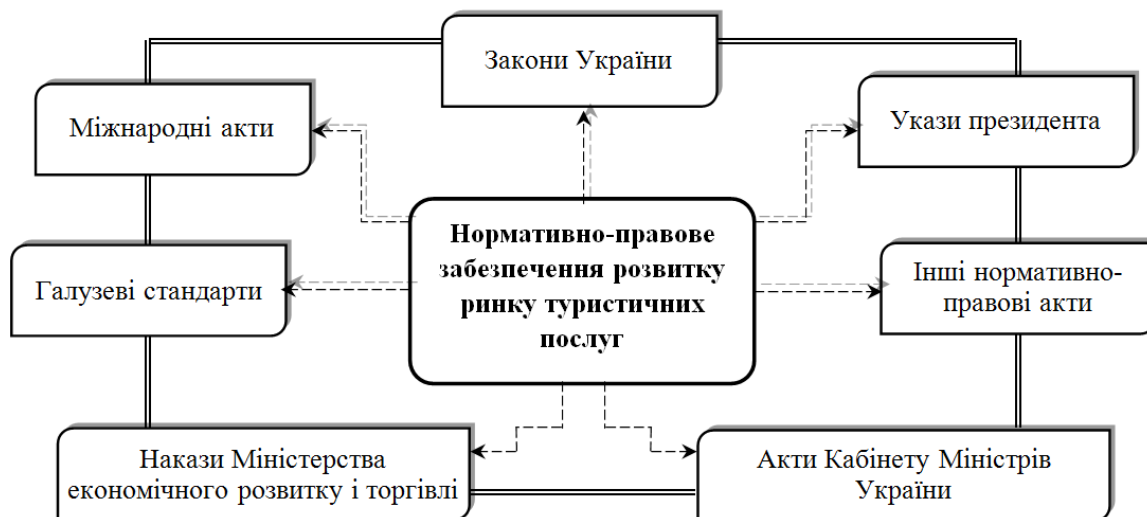 Закони України
Міжнародні акти
Укази президента
Нормативно-правове
забезпечення розвитку
ринку туристичних
послуг
Галузеві стандарти
Інші нормативно-
правові акти
Накази Міністерства
економічного розвитку і торгівлі
Акти Кабінету Міністрів
України